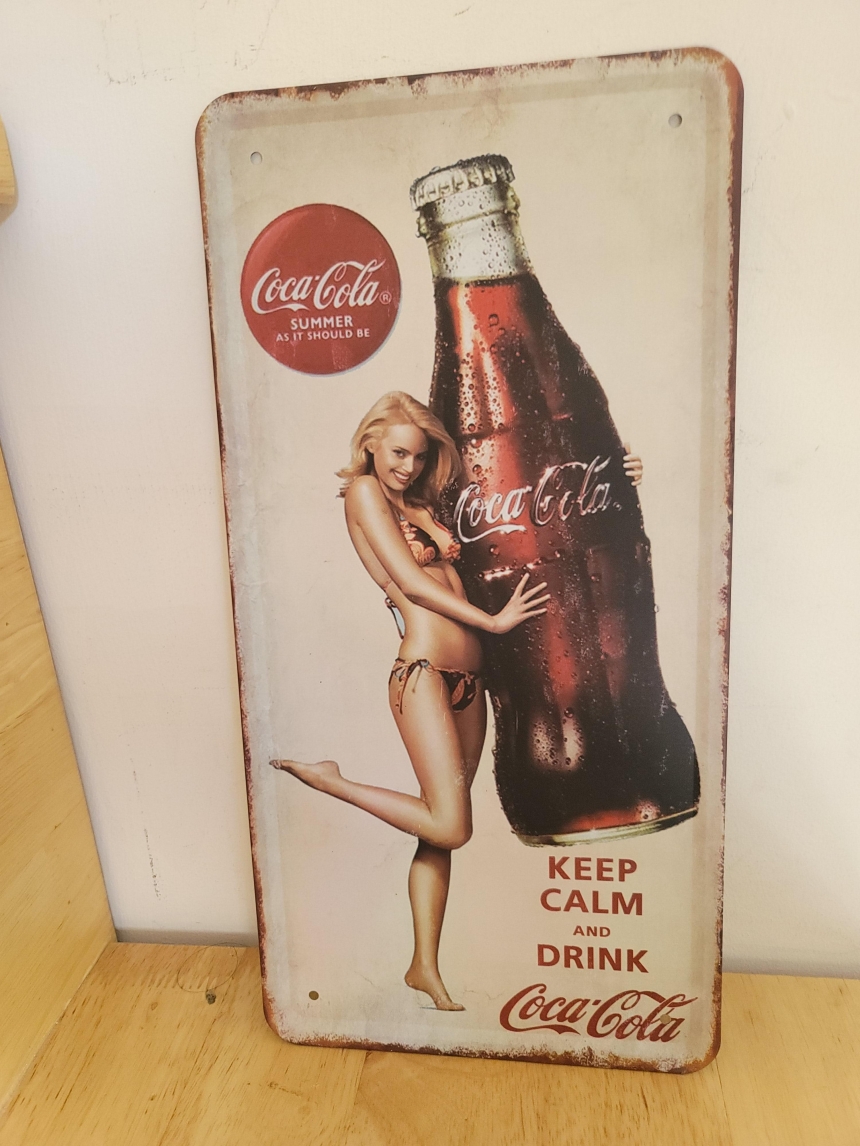 Coca-Cola®
SUMMER
AS IT SHOULD BE
Coca-Cola
KEEP
CALM
AND
DRINK
Coca-Cola